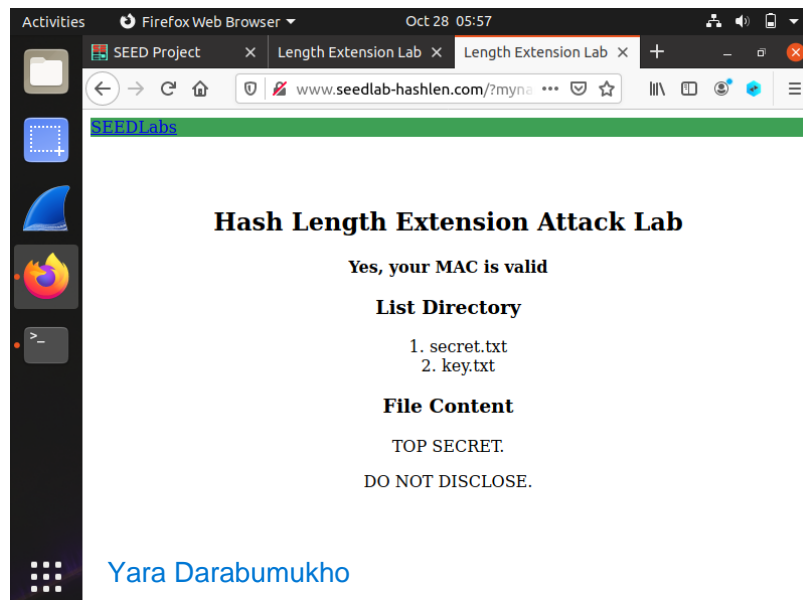 Activities Firefox Web Browser Oct 28 05:57
SEED Project Length Extension Lab Length Extension Lab
www.seedlab-hashlen.com/?myna
SEEDLabs
Hash Length Extension Attack Lab
Yes, your MAC is valid
List Directory
1. secret.txt
2. key.txt
File Content
TOP SECRET.
DO NOT DISCLOSE.
Yara Darabumukho